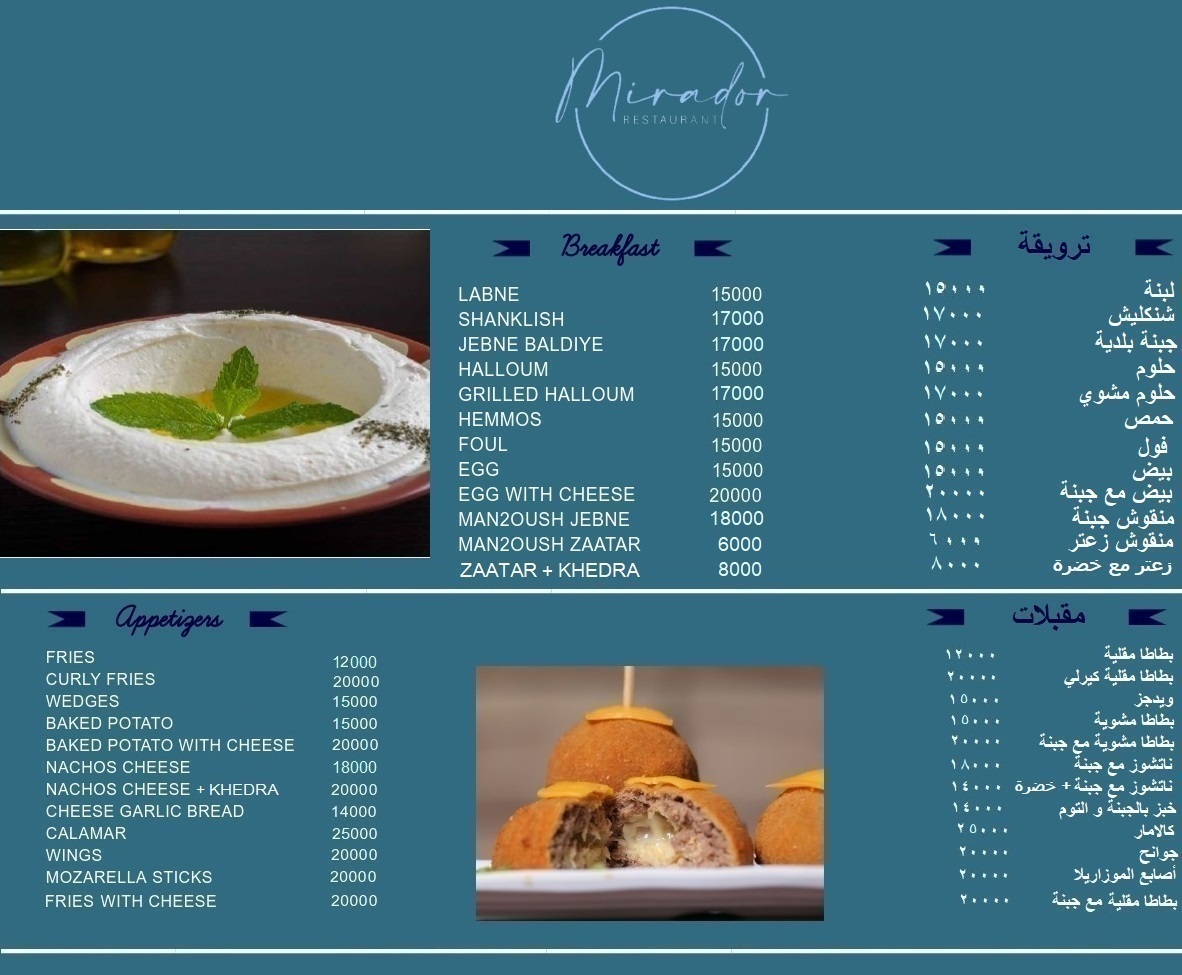 Mirador
RESTAURANT
Breakfast
LABNE 15000
SHANKLISH 17000
JEBNE BALDIYE 17000
HALLOUM 15000
GRILLED HALLOUM 17000
HEMMOS 15000
FOUL 15000
EGG 15000
EGG WITH CHEESE 20000
MAN2OUSH JEBNE 18000
MAN2OUSH ZAATAR 6000
ZAATAR + KHEDRA 8000
ترويقة
لبنة ١٥٠٠٠
شنكليش ١٧٠٠٠
جبنة بلدية ١٧٠٠٠
حلوم ١٥٠٠٠
حلوم مشوي ١٧٠٠٠
حمص ١٥٠٠٠
فول ١٥٠٠٠
بيض ١٥٠٠٠
بيض مع جبنة ٢٠٠٠٠
منقوش جبنة ١٨٠٠٠
منقوش زعتر ٦٠٠٠
زعتر مع خضرة ٨٠٠٠
Appetizers
FRIES 12000
CURLY FRIES 20000
WEDGES 15000
BAKED POTATO 15000
BAKED POTATO WITH CHEESE 20000
NACHOS CHEESE 18000
NACHOS CHEESE + KHEDRA 20000
CHEESE GARLIC BREAD 14000
CALAMAR 25000
WINGS 20000
MOZARELLA STICKS 20000
FRIES WITH CHEESE 20000
مقبلات
بطاطا مقلية ١٢٠٠٠
بطاطا مقلية كيرلي ٢٠٠٠٠
ويدجز ١٥٠٠٠
بطاطا مشوية ١٥٠٠٠
بطاطا مشوية مع جبنة ٢٠٠٠٠
ناتشوز مع جبنة ١٨٠٠٠
ناتشوز مع جبنة + خضرة ١٤٠٠٠
خبز بالجبنة و الثوم ١٤٠٠٠
كالامار ٢٥٠٠٠
جوانح ٢٠٠٠٠
أصابع الموزاريلا ٢٠٠٠٠
بطاطا مقلية مع جبنة ٢٠٠٠٠